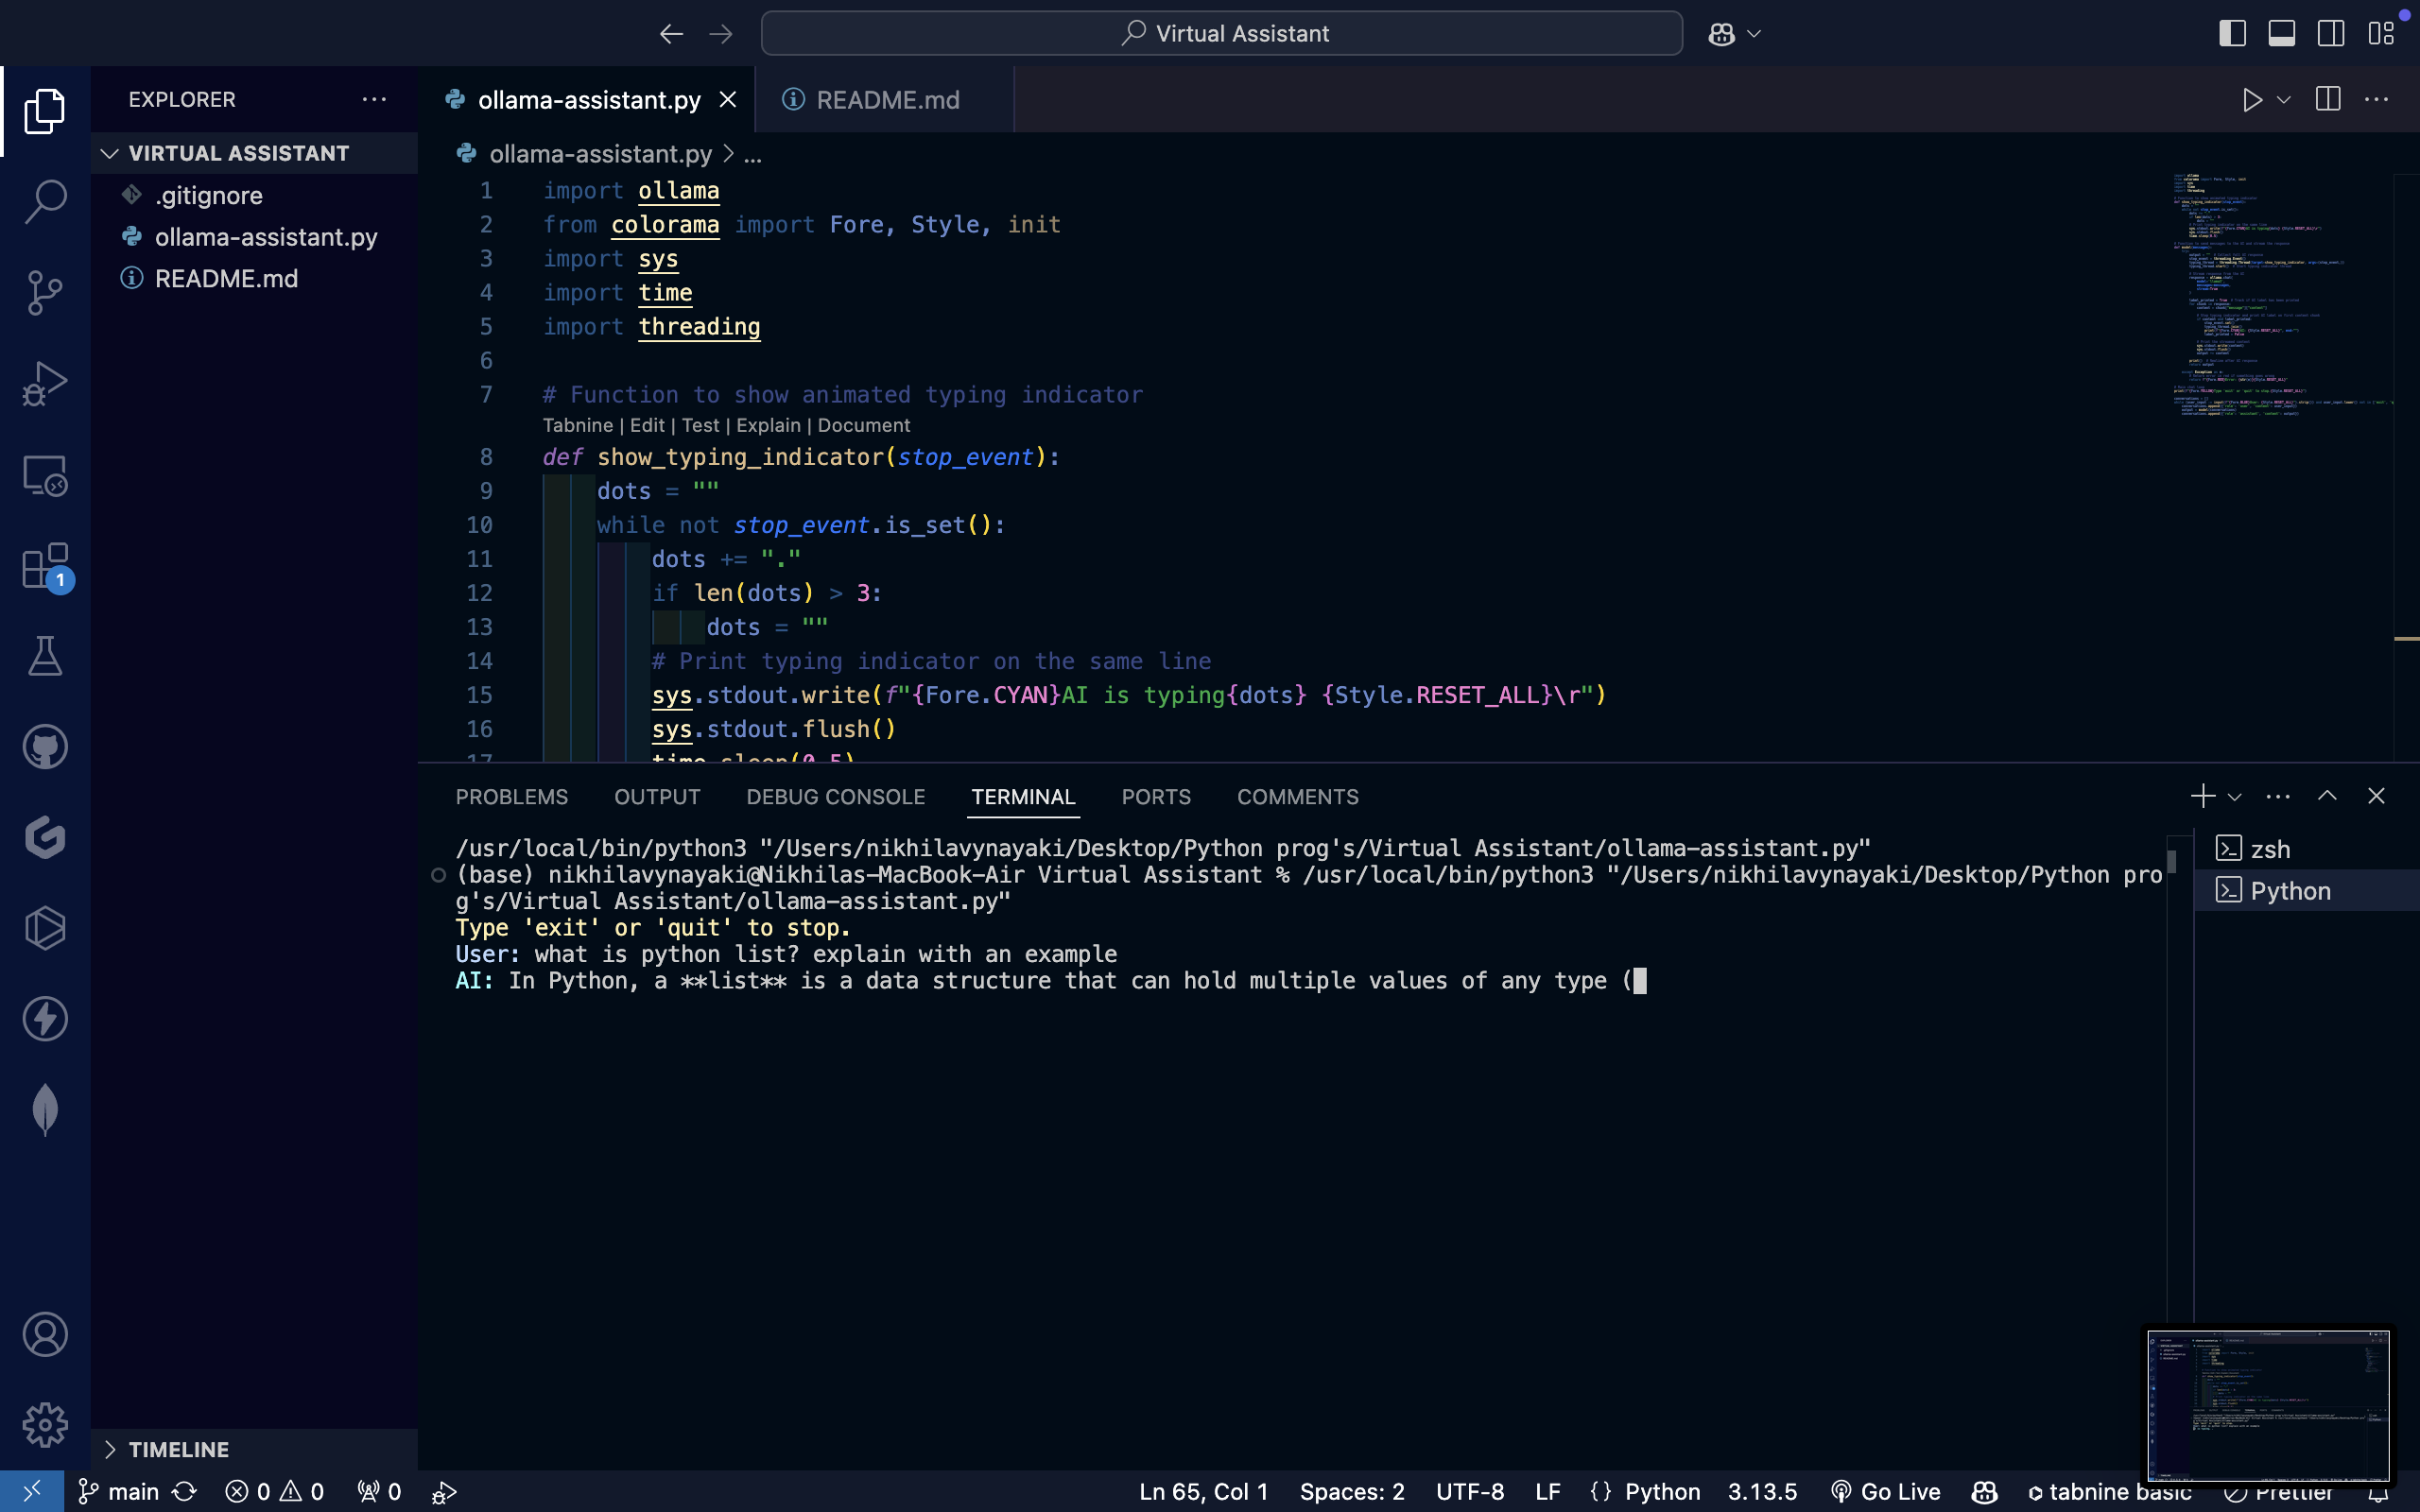 Virtual Assistant
EXPLORER
VIRTUAL ASSISTANT
.gitignore
ollama-assistant.py
README.md
1
TIMELINE
ollama-assistant.py
README.md
ollama-assistant.py > ...
1 import ollama
2 from colorama import Fore, Style, init
3 import sys
4 import time
5 import threading
6
7 # Function to show animated typing indicator
Tabnine | Edit | Test | Explain | Document
8 def show_typing_indicator(stop_event):
9 dots = ""
10 while not stop_event.is_set():
11 dots += "."
12 if len(dots) > 3:
13 dots = ""
14 # Print typing indicator on the same line
15 sys.stdout.write(f"{Fore.CYAN}AI is typing{dots} {Style.RESET_ALL}\r")
16 sys.stdout.flush()
17 time.sleep(0.5)
PROBLEMS OUTPUT DEBUG CONSOLE TERMINAL PORTS COMMENTS
/usr/local/bin/python3 "/Users/nikhilavynayaki/Desktop/Python prog's/Virtual Assistant/ollama-assistant.py"
(base) nikhilavynayaki@Nikhilas-MacBook-Air Virtual Assistant % /usr/local/bin/python3 "/Users/nikhilavynayaki/Desktop/Python pro
g's/Virtual Assistant/ollama-assistant.py"
Type 'exit' or 'quit' to stop.
User: what is python list? explain with an example
AI: In Python, a **list** is a data structure that can hold multiple values of any type (
zsh
Python
main 0 0 0 Ln 65, Col 1 Spaces: 2 UTF-8 LF {} Python 3.13.5 Go Live tabnine basic Prettier